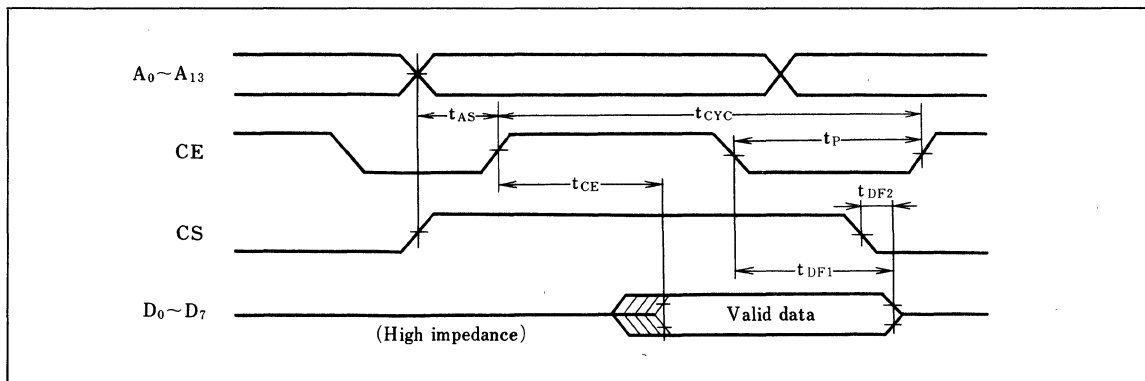 A₀~A₁₃
t_AS
t_CYC
CE
t_P
t_CE
t_DF2
CS
t_DF1
D₀~D₇
Valid data
(High impedance)